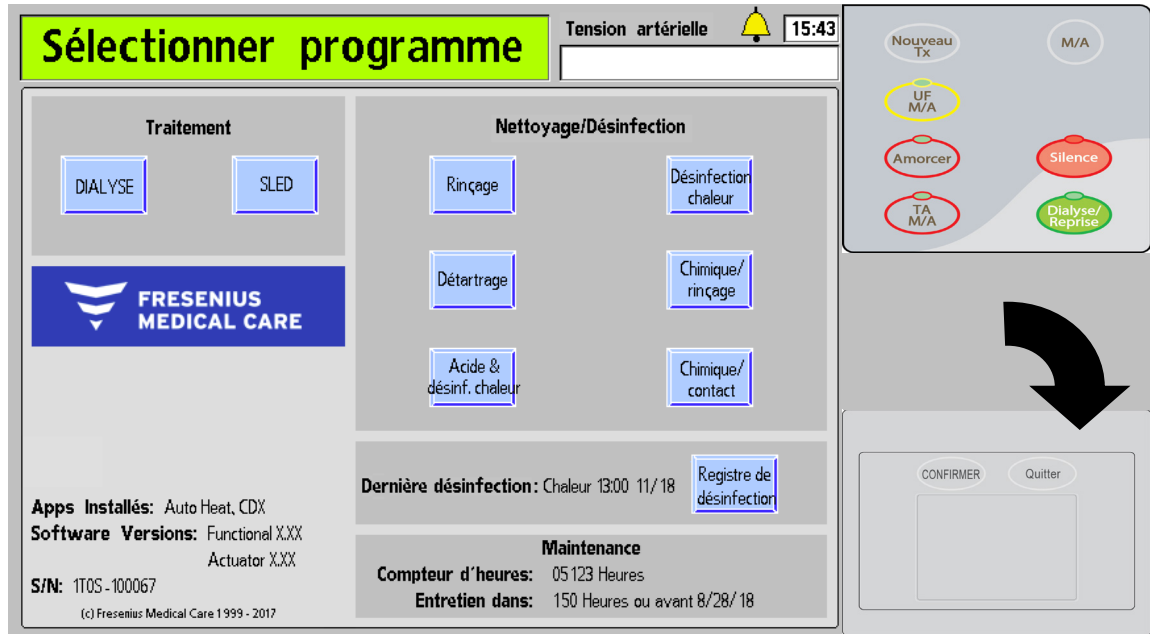 Sélectionner programme
Tension artérielle
15:43
Traitement
DIALYSE
SLED
FRESENIUS
MEDICAL CARE
Apps Installés: Auto Heat, CDX
Software Versions: Functional X.XX
Actuator X.XX
S/N: 1T0S-100067
(c) Fresenius Medical Care 1999 - 2017
Nettoyage/Désinfection
Rinçage
Désinfection
chaleur
Détartrage
Chimique/
rinçage
Acide &
désinf. chaleur
Chimique/
contact
Dernière désinfection: Chaleur 13:00 11/18
Registre de
désinfection
Maintenance
Compteur d'heures: 05123 Heures
Entretien dans: 150 Heures ou avant 8/28/18
Nouveau
Tx
M/A
UF
M/A
Amorcer
Silence
TA
M/A
Dialyse/
Reprise
CONFIRMER
Quitter